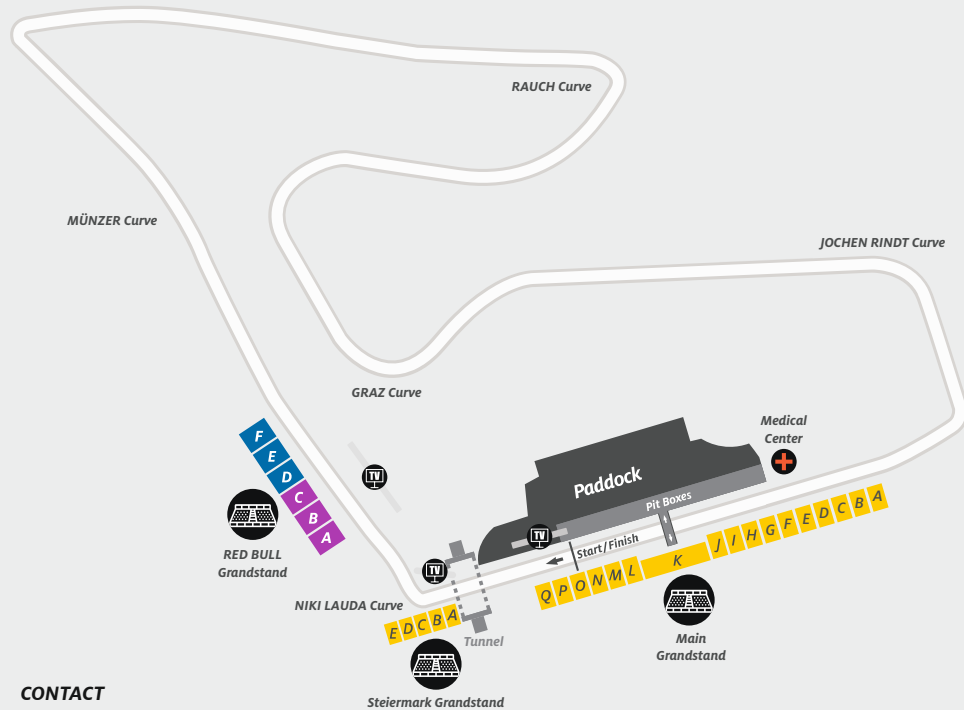 RAUCH Curve
MÜNZER Curve
JOCHEN RINDT Curve
GRAZ Curve
Medical
Center
F
E
D
C
B
A
TV
Paddock
Pit Boxes
RED BULL
Grandstand
TV
Start/Finish
TV
NIKI LAUDA Curve
Q P O N M L K J I H G F E D C B A
E D C B A
Tunnel
Main
Grandstand
Steiermark Grandstand
CONTACT